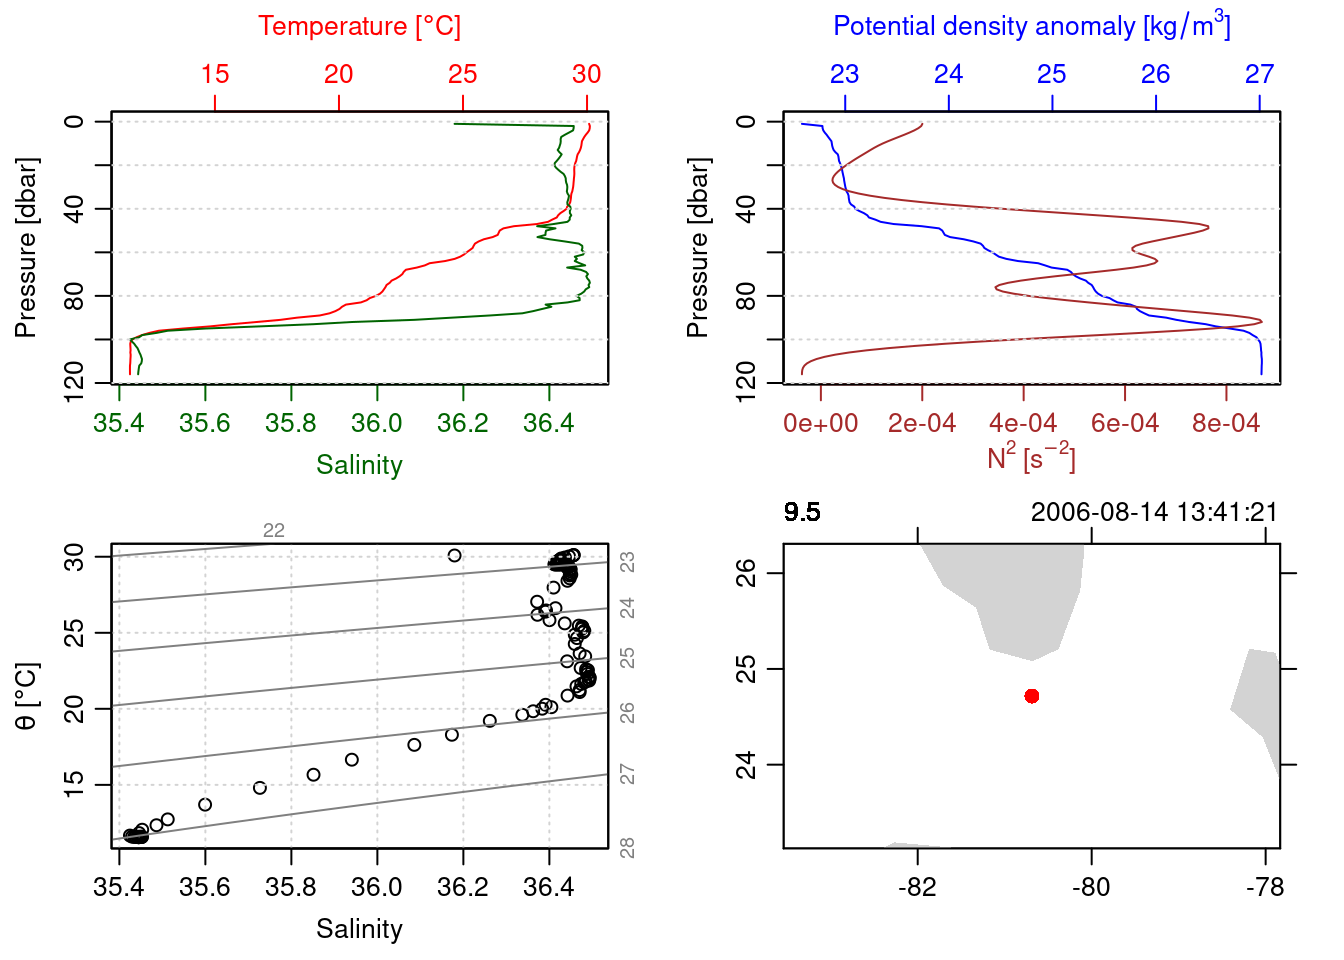 Temperature [°C]
15 20 25 30
0
40
80
120
Pressure [dbar]
35.4 35.6 35.8 36.0 36.2 36.4
Salinity
Potential density anomaly [kg/m³]
23 24 25 26 27
0
40
80
120
Pressure [dbar]
0e+00 2e-04 4e-04 6e-04 8e-04
N² [s⁻²]
22
30
25
20
15
θ [°C]
23
24
25
26
27
28
35.4 35.6 35.8 36.0 36.2 36.4
Salinity
9.5 2006-08-14 13:41:21
26
25
24
-82 -80 -78